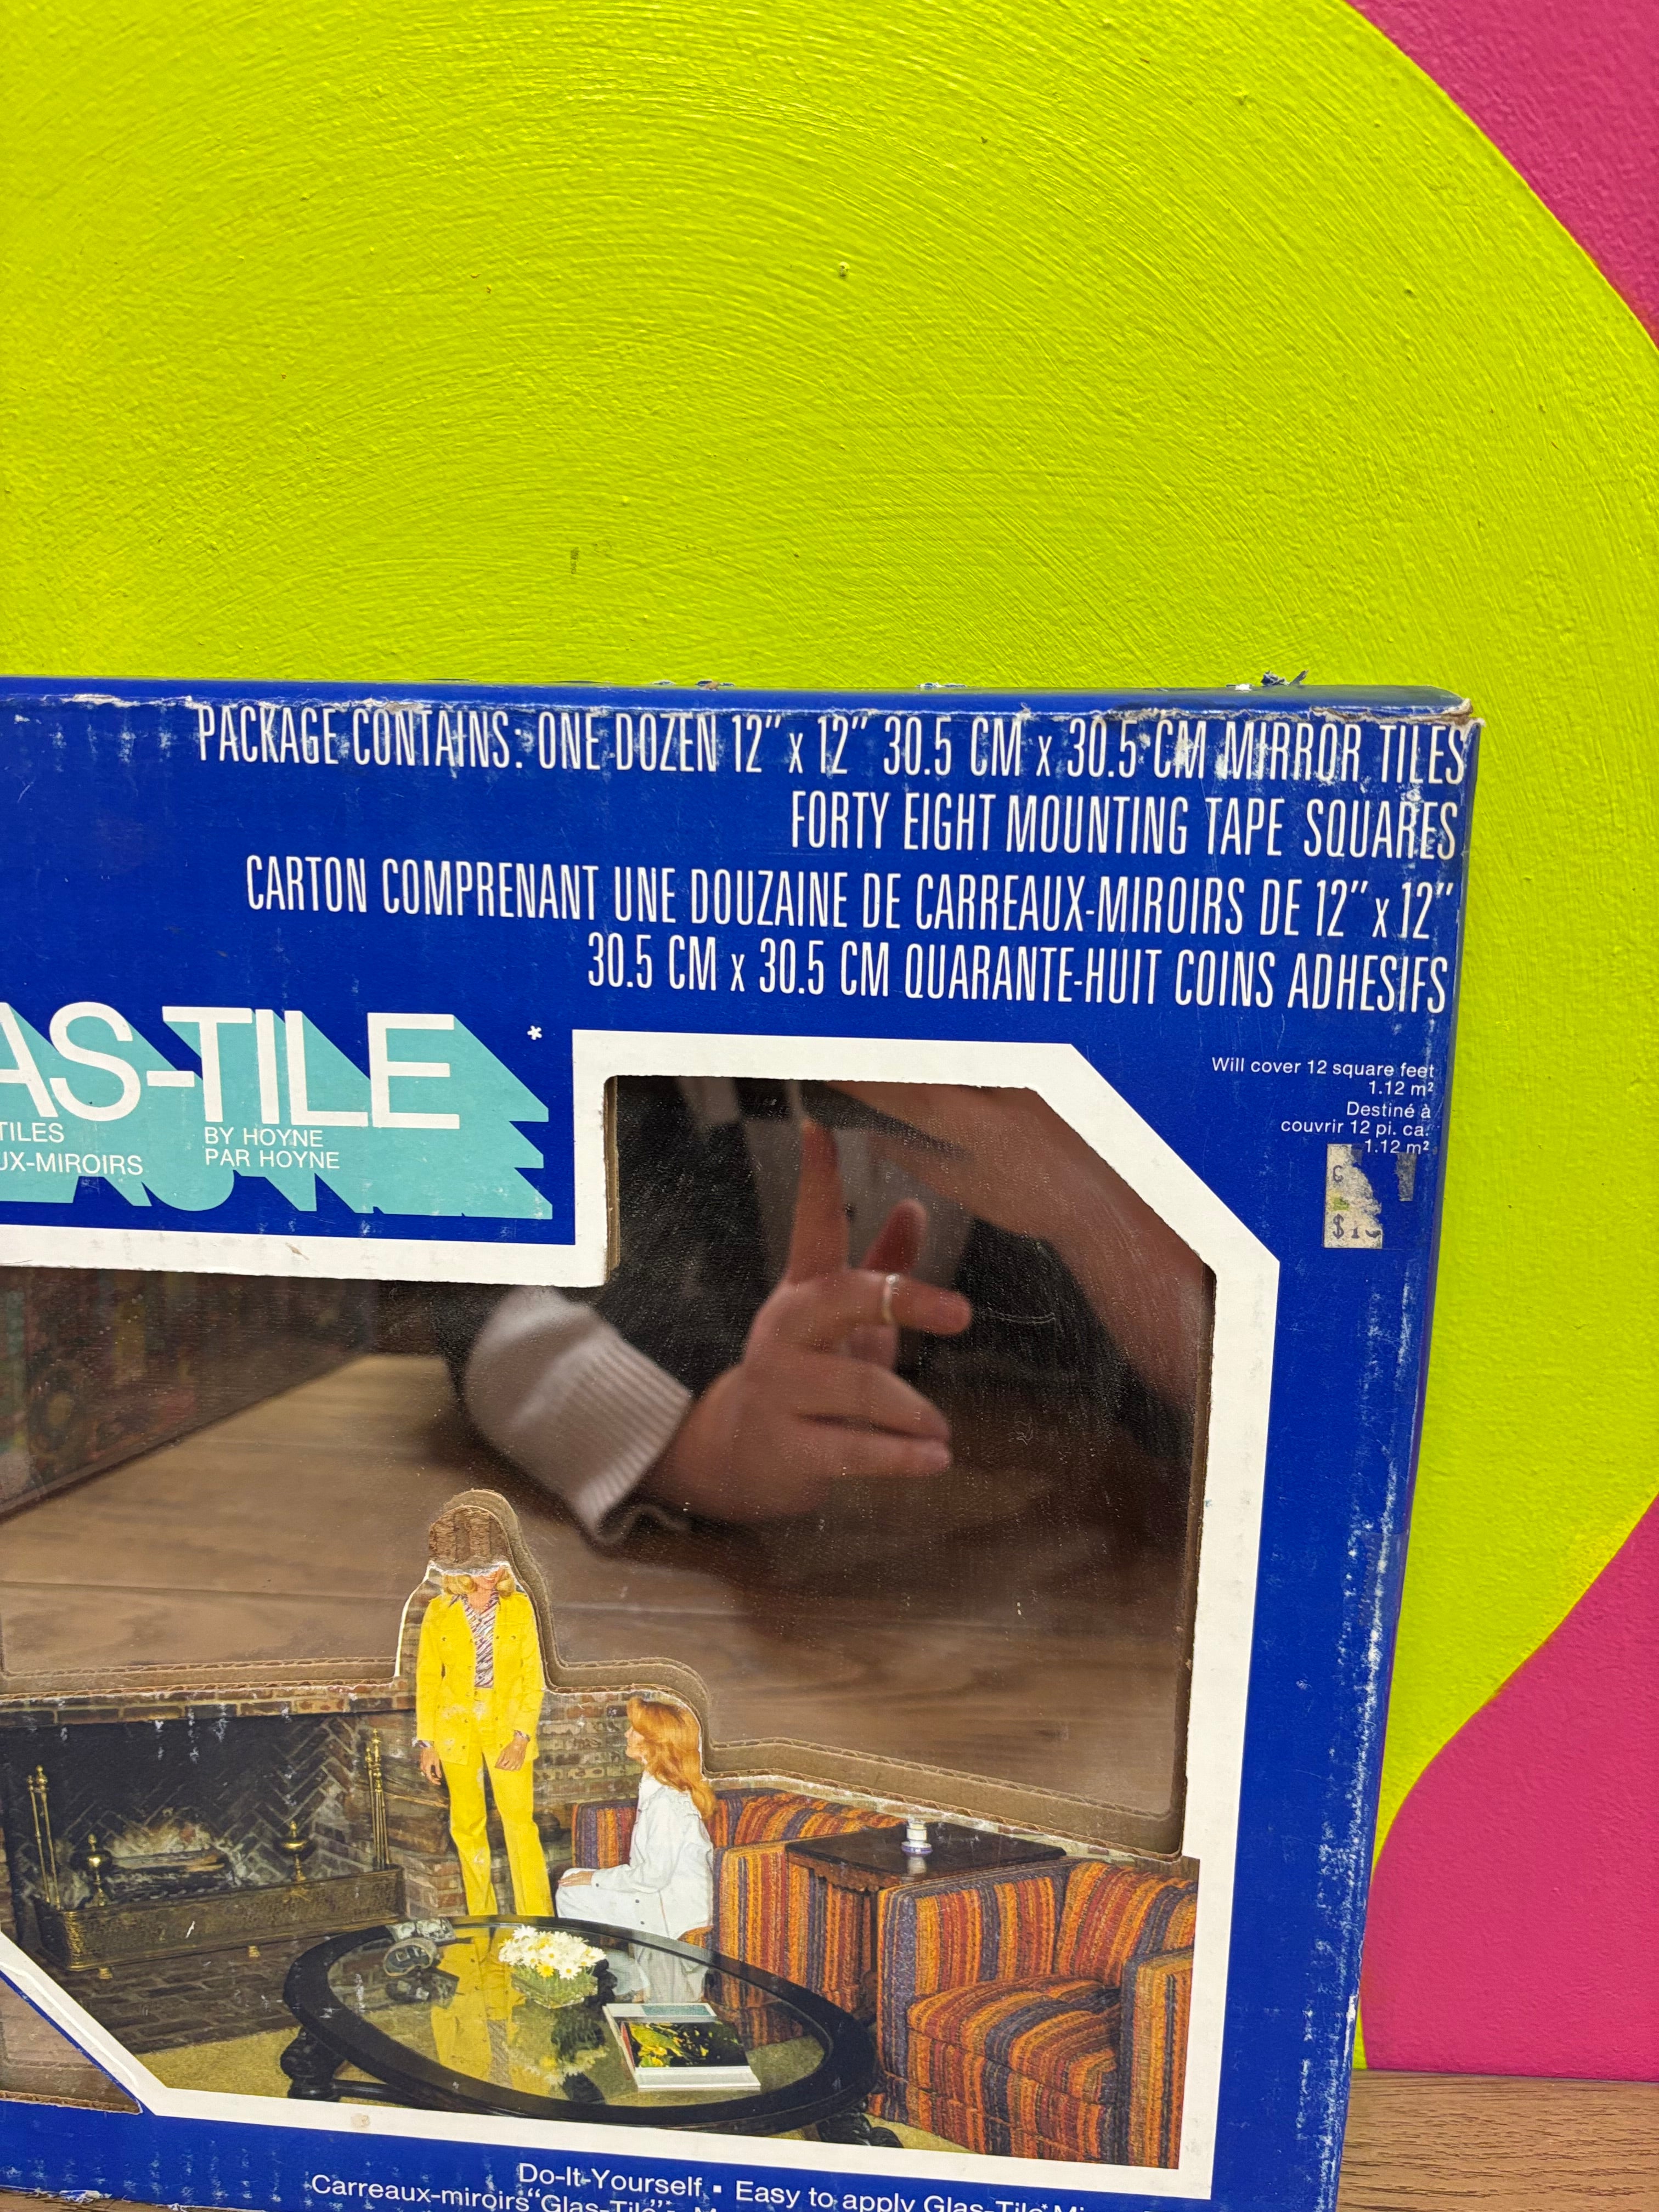 PACKAGE CONTAINS: ONE DOZEN 12" x 12" 30.5 CM x 30.5 CM MIRROR TILES
FORTY EIGHT MOUNTING TAPE SQUARES
CARTON COMPRENANT UNE DOUZAINE DE CARREAUX-MIROIRS DE 12" x 12"
30.5 CM x 30.5 CM QUARANTE-HUIT COINS ADHESIFS
AS-TILE *
TILES BY HOYNE
UX-MIROIRS PAR HOYNE
Will cover 12 square feet
1.12 m²
Destiné à
couvrir 12 pi. ca.
1.12 m²
Do-It-Yourself ▪ Easy to apply Glas-Tile* Mi
Carreaux-miroirs "Glas-Tile"